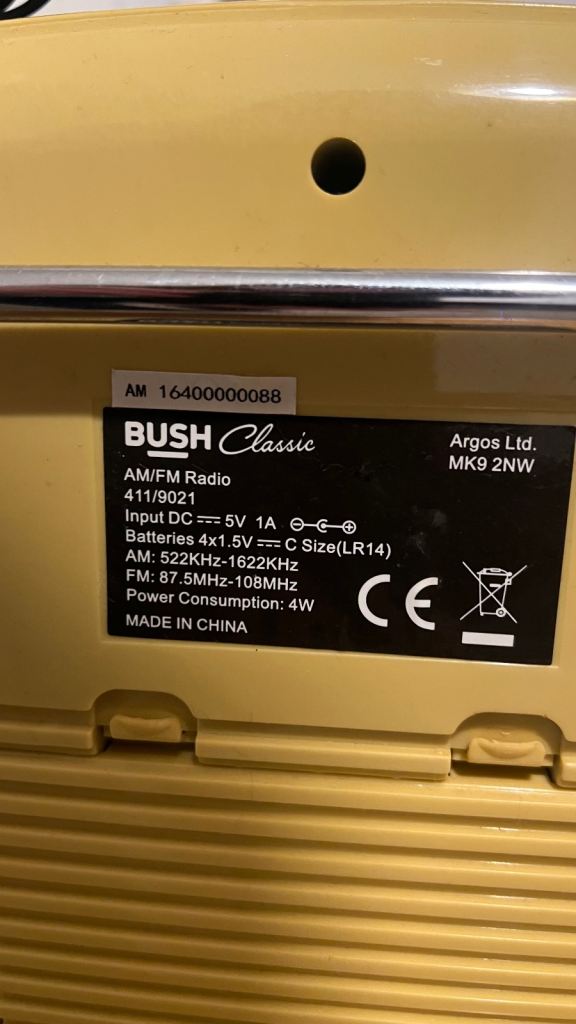 AM 16400000088
BUSH Classic
Argos Ltd.
MK9 2NW
AM/FM Radio
411/9021
Input DC 5V 1A
Batteries 4x1.5V C Size(LR14)
AM: 522KHz-1622KHz
FM: 87.5MHz-108MHz
Power Consumption: 4W
MADE IN CHINA
CE